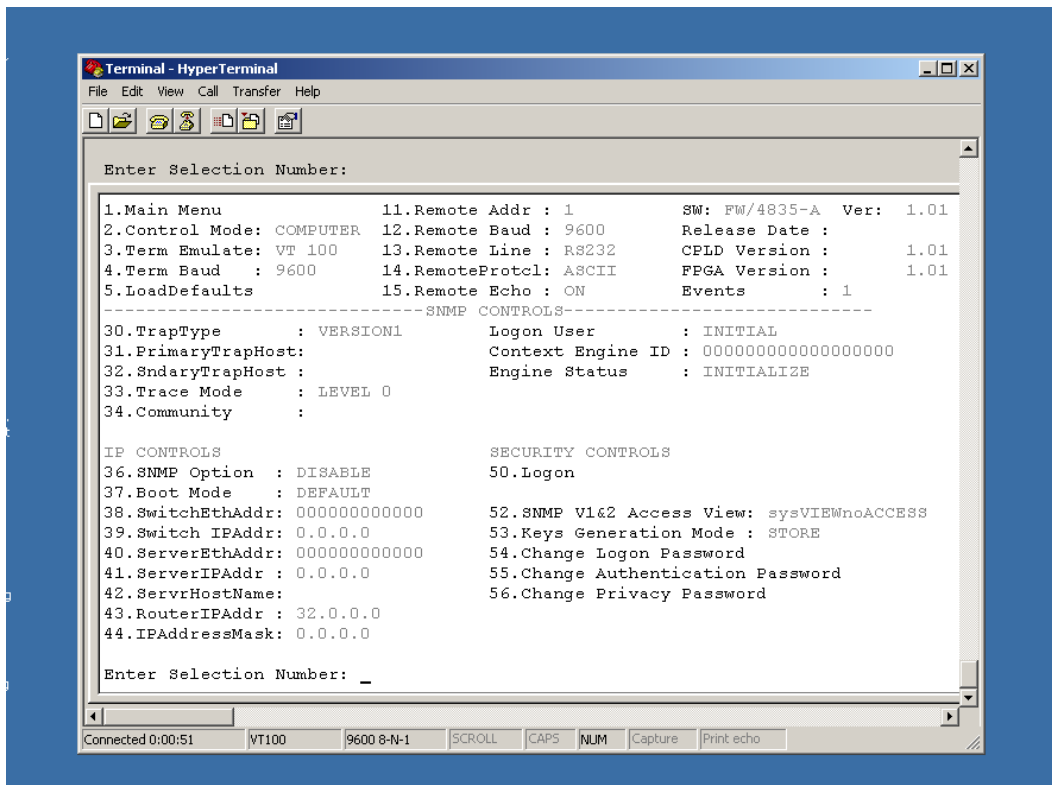 Terminal - HyperTerminal
File Edit View Call Transfer Help
Enter Selection Number:
1.Main Menu 11.Remote Addr : 1 SW: FW/4835-A Ver: 1.01
2.Control Mode: COMPUTER 12.Remote Baud : 9600 Release Date :
3.Term Emulate: VT 100 13.Remote Line : RS232 CPLD Version : 1.01
4.Term Baud : 9600 14.RemoteProtcl: ASCII FPGA Version : 1.01
5.LoadDefaults 15.Remote Echo : ON Events : 1
-------------------------------SNMP CONTROLS------------------------------
30.TrapType : VERSION1 Logon User : INITIAL
31.PrimaryTrapHost: Context Engine ID : 000000000000000000
32.SndaryTrapHost : Engine Status : INITIALIZE
33.Trace Mode : LEVEL 0
34.Community :
IP CONTROLS SECURITY CONTROLS
36.SNMP Option : DISABLE 50.Logon
37.Boot Mode : DEFAULT
38.SwitchEthAddr: 000000000000 52.SNMP V1&2 Access View: sysVIEWnoACCESS
39.Switch IPAddr: 0.0.0.0 53.Keys Generation Mode : STORE
40.ServerEthAddr: 000000000000 54.Change Logon Password
41.ServerIPAddr : 0.0.0.0 55.Change Authentication Password
42.ServrHostName: 56.Change Privacy Password
43.RouterIPAddr : 32.0.0.0
44.IPAddressMask: 0.0.0.0
Enter Selection Number: _
Connected 0:00:51 VT100 9600 8-N-1 SCROLL CAPS NUM Capture Print echo